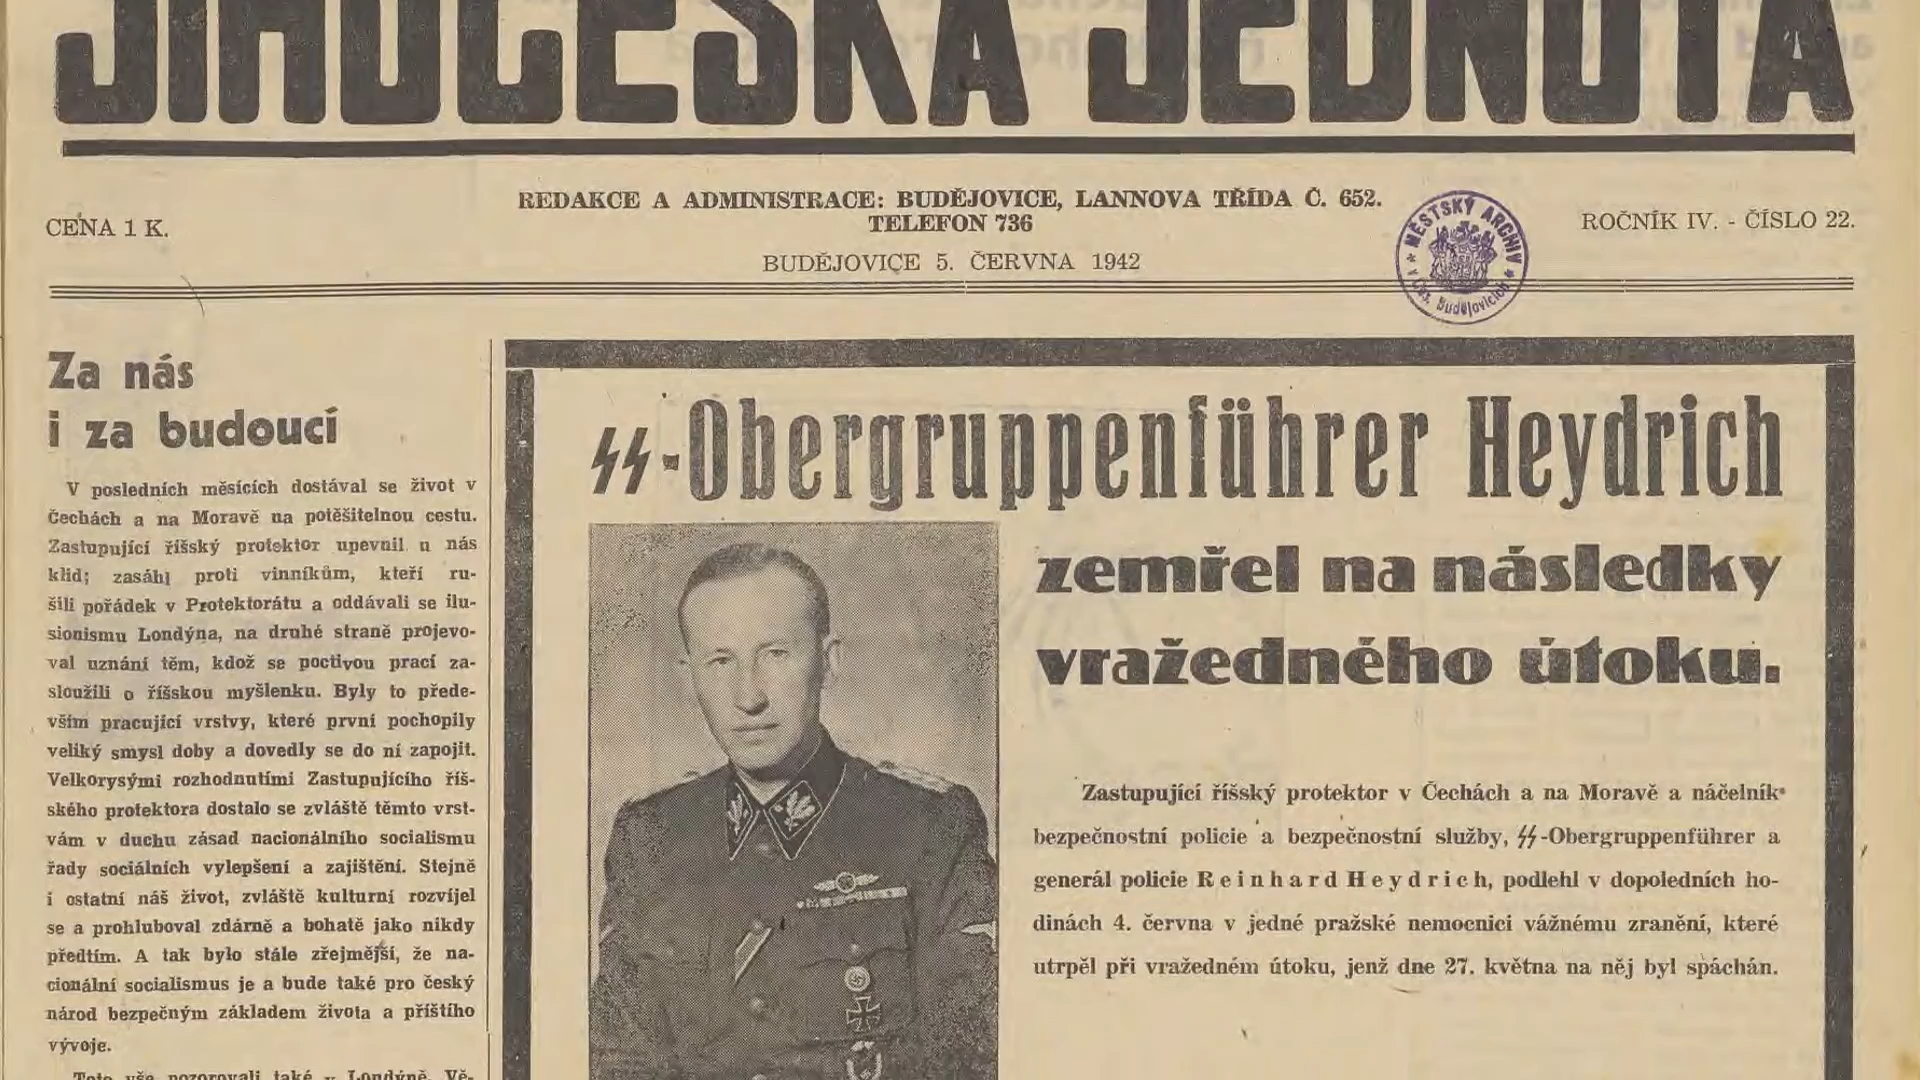 JIHOČESKÁ JEDNOTA
CENA 1 K.
REDAKCE A ADMINISTRACE: BUDĚJOVICE, LANNOVA TŘÍDA Č. 652.
TELEFON 736
BUDĚJOVICE 5. ČERVNA 1942
MĚSTSKÝ ARCHIV
v Čes. Budějovicích
ROČNÍK IV. - ČÍSLO 22.
Za nás
i za budoucí
V posledních měsících dostával se život v
Čechách a na Moravě na potěšitelnou cestu.
Zastupující říšský protektor upevnil u nás
klid; zasáhl proti vinníkům, kteří ru-
šili pořádek v Protektorátu a oddávali se ilu-
sionismu Londýna, na druhé straně projevo-
val uznání těm, kdož se poctivou prací za-
sloužili o říšskou myšlenku. Byly to přede-
vším pracující vrstvy, které první pochopily
veliký smysl doby a dovedly se do ní zapojit.
Velkorysými rozhodnutími Zastupujícího říš-
ského protektora dostalo se zvláště těmto vrst-
vám v duchu zásad nacionálního socialismu
řady sociálních vylepšení a zajištění. Stejně
i ostatní náš život, zvláště kulturní rozvíjel
se a prohluboval zdárně a bohatě jako nikdy
předtím. A tak bylo stále zřejmější, že na-
cionální socialismus je a bude také pro český
národ bezpečným základem života a příštího
vývoje.
Toto vše pozorovali také v Londýně. Vě-
SS-Obergruppenführer Heydrich
zemřel na následky
vražedného útoku.
Zastupující říšský protektor v Čechách a na Moravě a náčelník
bezpečnostní policie a bezpečnostní služby, SS-Obergruppenführer a
generál policie Reinhard Heydrich, podlehl v dopoledních ho-
dinách 4. června v jedné pražské nemocnici vážnému zranění, které
utrpěl při vražedném útoku, jenž dne 27. května na něj byl spáchán.